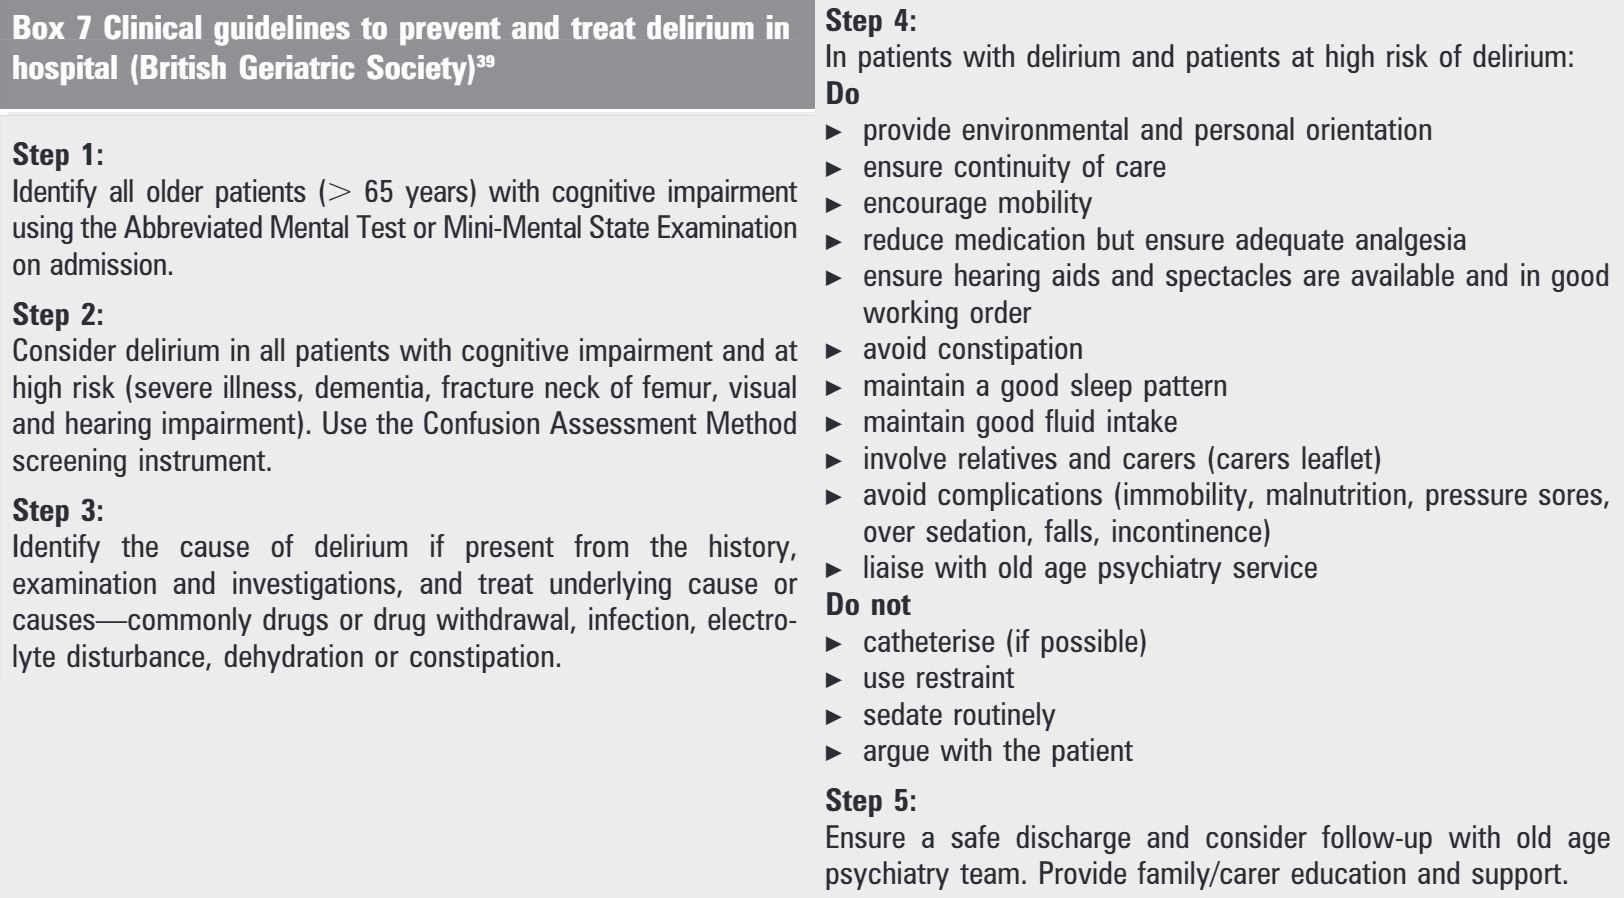 Box 7 Clinical guidelines to prevent and treat delirium in
hospital (British Geriatric Society)39
Step 1:
Identify all older patients (> 65 years) with cognitive impairment
using the Abbreviated Mental Test or Mini-Mental State Examination
on admission.
Step 2:
Consider delirium in all patients with cognitive impairment and at
high risk (severe illness, dementia, fracture neck of femur, visual
and hearing impairment). Use the Confusion Assessment Method
screening instrument.
Step 3:
Identify the cause of delirium if present from the history,
examination and investigations, and treat underlying cause or
causes—commonly drugs or drug withdrawal, infection, electro-
lyte disturbance, dehydration or constipation.
Step 4:
In patients with delirium and patients at high risk of delirium:
Do
► provide environmental and personal orientation
► ensure continuity of care
► encourage mobility
► reduce medication but ensure adequate analgesia
► ensure hearing aids and spectacles are available and in good
working order
► avoid constipation
► maintain a good sleep pattern
► maintain good fluid intake
► involve relatives and carers (carers leaflet)
► avoid complications (immobility, malnutrition, pressure sores,
over sedation, falls, incontinence)
► liaise with old age psychiatry service
Do not
► catheterise (if possible)
► use restraint
► sedate routinely
► argue with the patient
Step 5:
Ensure a safe discharge and consider follow-up with old age
psychiatry team. Provide family/carer education and support.